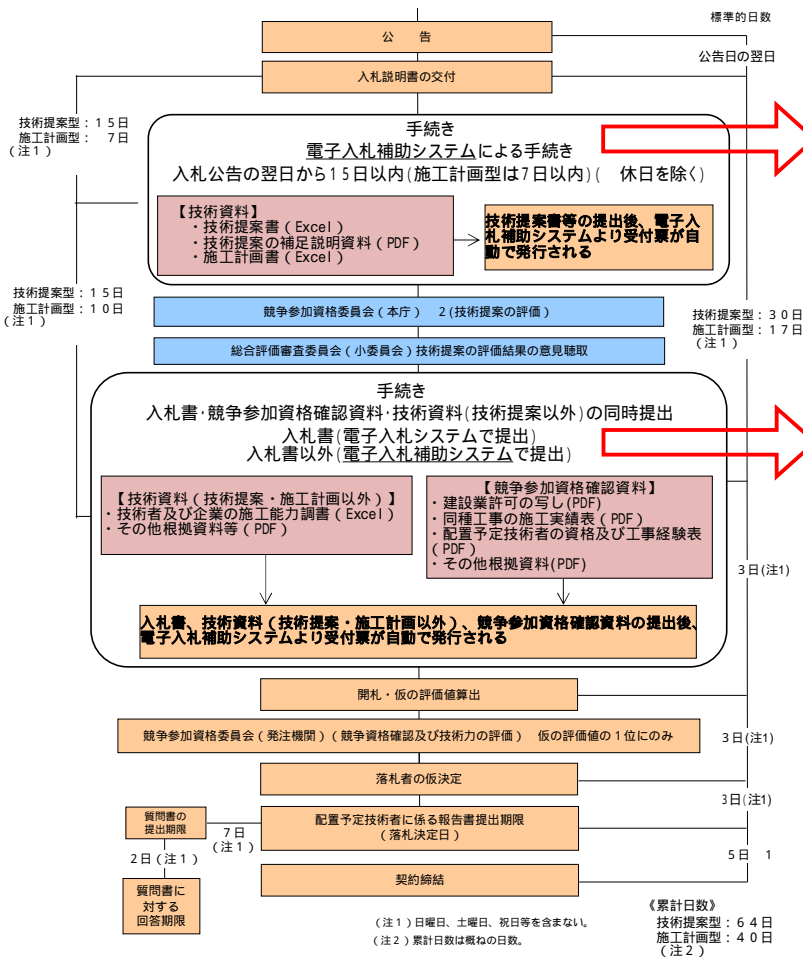 標準的日数
公　　告
公告日の翌日
入札説明書の交付
技術提案型：１５日
施工計画型：　７日
（注１）
手続き
電子入札補助システムによる手続き
入札公告の翌日から１５日以内(施工計画型は７日以内)(　休日を除く)
【技術資料】
・技術提案書（Excel）
・技術提案の補足説明資料（PDF）
・施工計画書（Excel）
技術提案書等の提出後、電子入
札補助システムより受付票が自
動で発行される
技術提案型：１５日
施工計画型：１０日
（注１）
競争参加資格委員会（本庁）　２(技術提案の評価）
技術提案型：３０日
施工計画型：１７日
（注１）
総合評価審査委員会（小委員会）技術提案の評価結果の意見聴取
手続き
入札書･競争参加資格確認資料･技術資料(技術提案以外)の同時提出
入札書(電子入札システムで提出)
入札書以外(電子入札補助システムで提出)
【技術資料（技術提案・施工計画以外）】
・技術者及び企業の施工能力調書（Excel）
・その他根拠資料等（PDF）
【競争参加資格確認資料】
・建設業許可の写し(PDF)
・同種工事の施工実績表（PDF）
・配置予定技術者の資格及び工事経験表
（PDF）
・その他根拠資料(PDF)
３日(注1)
入札書、技術資料（技術提案・施工計画以外）、競争参加資格確認資料の提出後、
電子入札補助システムより受付票が自動で発行される
開札・仮の評価値算出
競争参加資格委員会（発注機関）（競争資格確認及び技術力の評価）　仮の評価値の１位にのみ
３日(注1)
落札者の仮決定
３日(注1)
質問書の
提出期限
７日
（注１）
配置予定技術者に係る報告書提出期限
（落札決定日）
２日（注１）
５日　１
契約締結
質問書に
対する
回答期限
《累計日数》
技術提案型：６４日
施工計画型：４０日
（注２）
（注１）日曜日、土曜日、祝日等を含まない。
（注２）累計日数は概ねの日数。